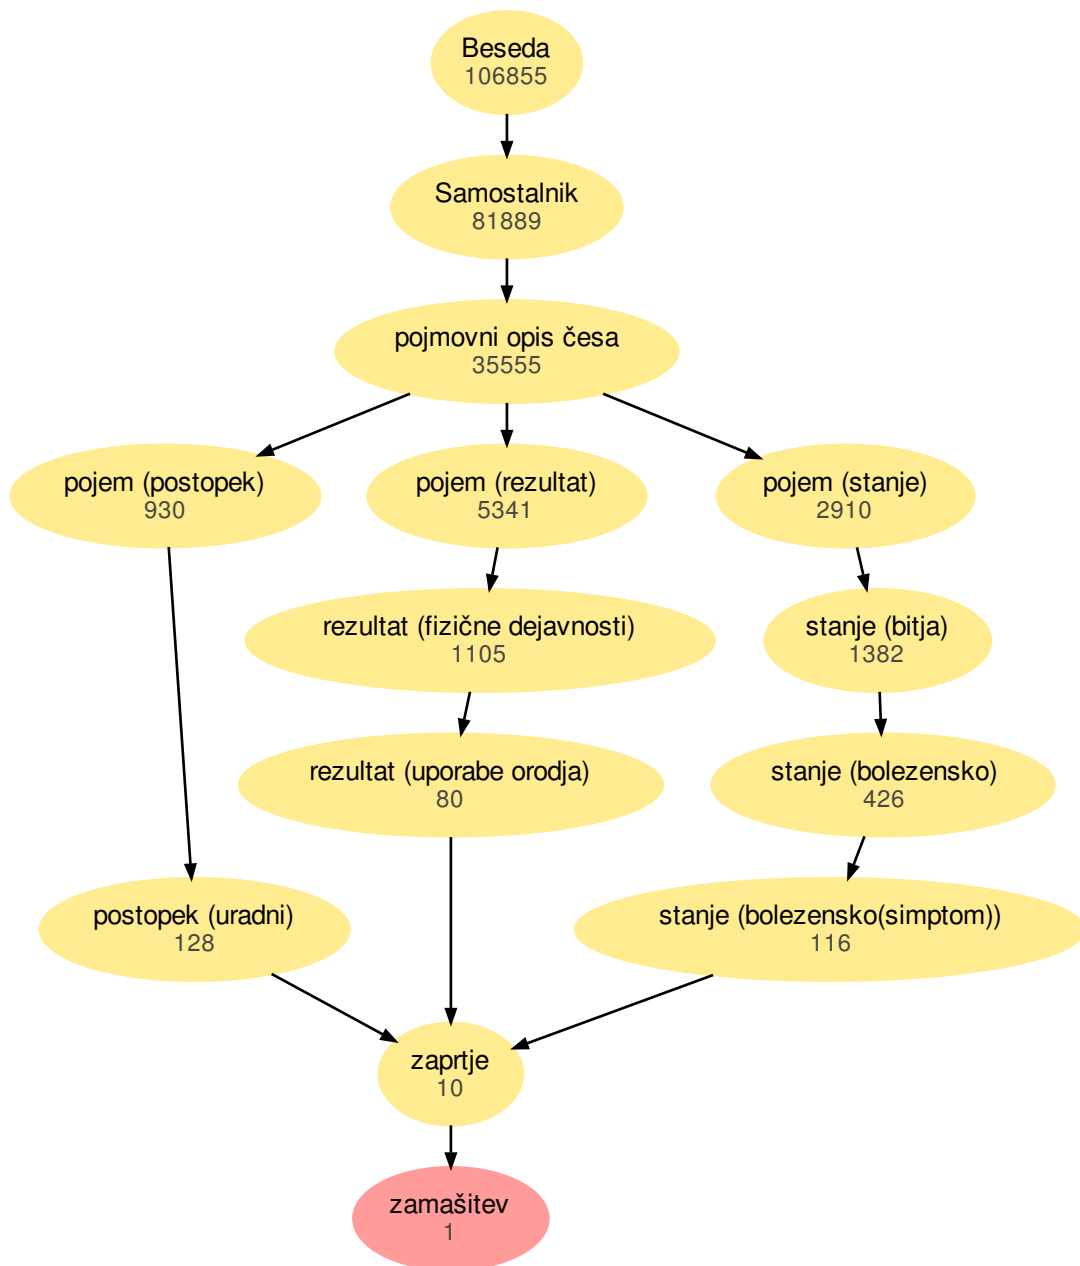 Beseda
106855
Samostalnik
81889
pojmovni opis česa
35555
pojem (postopek)
930
pojem (rezultat)
5341
pojem (stanje)
2910
rezultat (fizične dejavnosti)
1105
stanje (bitja)
1382
rezultat (uporabe orodja)
80
stanje (bolezensko)
426
postopek (uradni)
128
stanje (bolezensko(simptom))
116
zaprtje
10
zamašitev
1